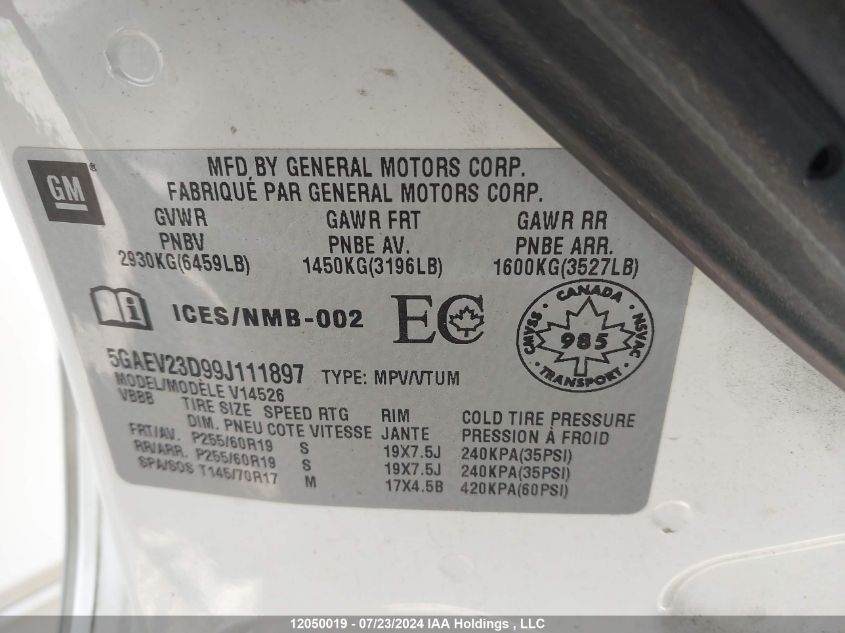 GM ®
MFD BY GENERAL MOTORS CORP.
FABRIQUÉ PAR GENERAL MOTORS CORP.
GVWR GAWR FRT GAWR RR
PNBV PNBE AV. PNBE ARR.
2930KG(6459LB) 1450KG(3196LB) 1600KG(3527LB)
i ICES/NMB-002 EC
CANADA
CMVSS 985 NSVAC
TRANSPORT
5GAEV23D99J111897 TYPE: MPV/VTUM
MODEL/MODÈLE V14526
VBBB TIRE SIZE SPEED RTG RIM COLD TIRE PRESSURE
DIM. PNEU COTE VITESSE JANTE PRESSION À FROID
FRT/AV. P255/60R19 S 19X7.5J 240KPA(35PSI)
RR/ARR. P255/60R19 S 19X7.5J 240KPA(35PSI)
SPA/SOS T145/70R17 M 17X4.5B 420KPA(60PSI)
12050019 - 07/23/2024 IAA Holdings , LLC